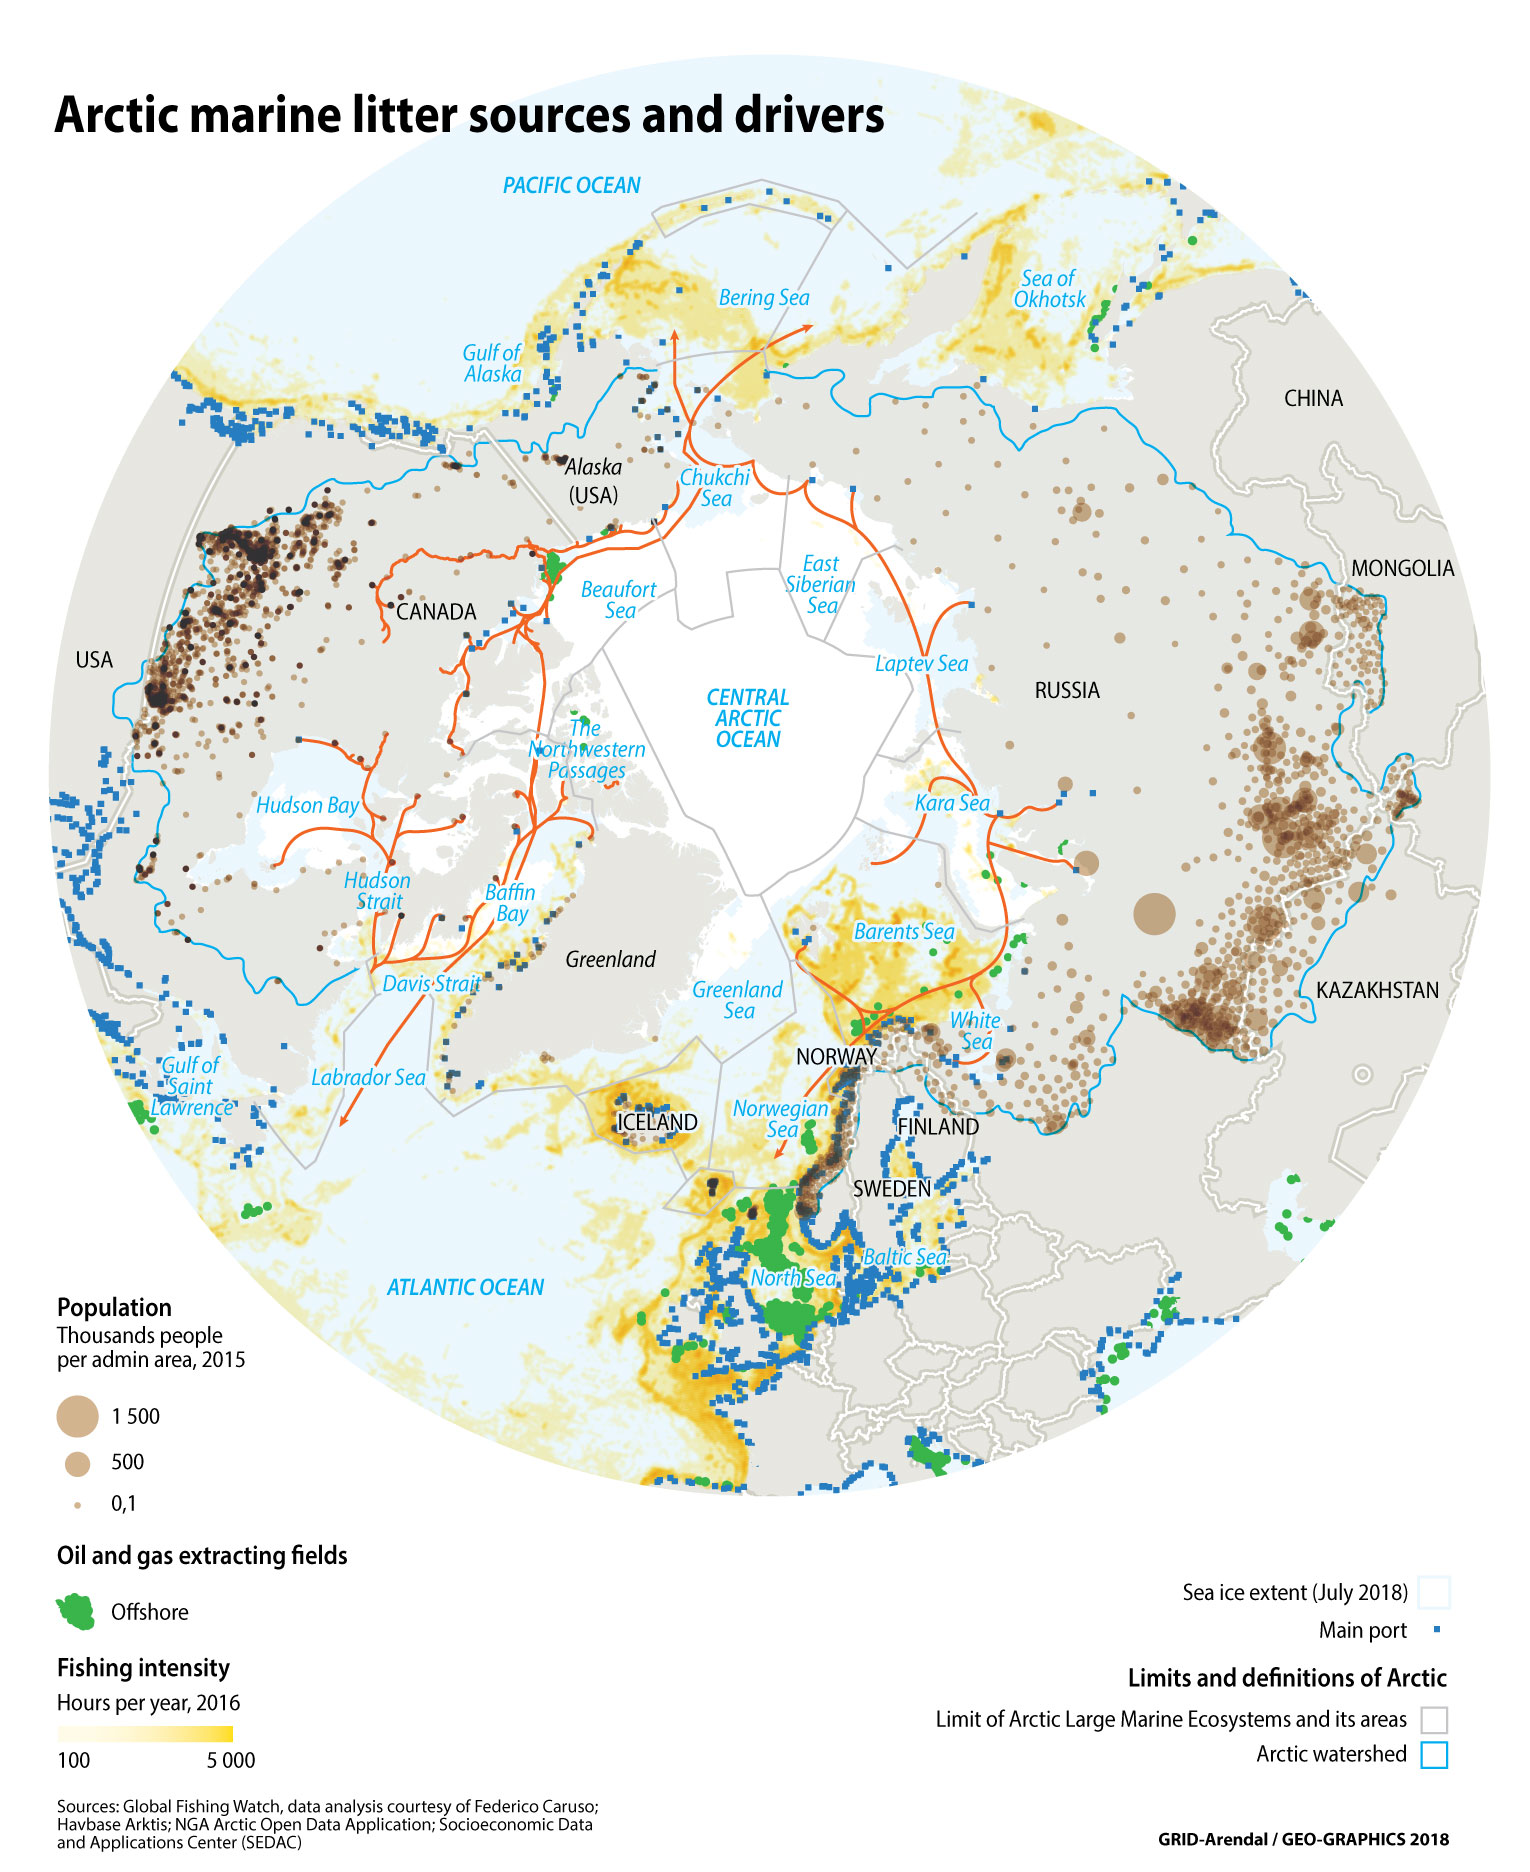 Arctic marine litter sources and drivers
PACIFIC OCEAN
Bering Sea
Sea of
Okhotsk
Gulf of
Alaska
CHINA
Alaska
(USA)
Chukchi
Sea
MONGOLIA
East
Siberian
Sea
Beaufort
Sea
CANADA
USA
Laptev Sea
RUSSIA
CENTRAL
ARCTIC
OCEAN
The
Northwestern
Passages
Hudson Bay
Kara Sea
Hudson
Strait
Baffin
Bay
Barents Sea
Greenland
Davis Strait
Greenland
Sea
KAZAKHSTAN
White
Sea
NORWAY
Gulf of
Saint
Lawrence
Labrador Sea
ICELAND
Norwegian
Sea
FINLAND
SWEDEN
Baltic Sea
North Sea
ATLANTIC OCEAN
Population
Thousands people
per admin area, 2015
1 500
500
0,1
Oil and gas extracting fields
Offshore
Fishing intensity
Hours per year, 2016
100 5 000
Sea ice extent (July 2018)
Main port
Limits and definitions of Arctic
Limit of Arctic Large Marine Ecosystems and its areas
Arctic watershed
Sources: Global Fishing Watch, data analysis courtesy of Federico Caruso;
Havbase Arktis; NGA Arctic Open Data Application; Socioeconomic Data
and Applications Center (SEDAC)
GRID-Arendal / GEO-GRAPHICS 2018